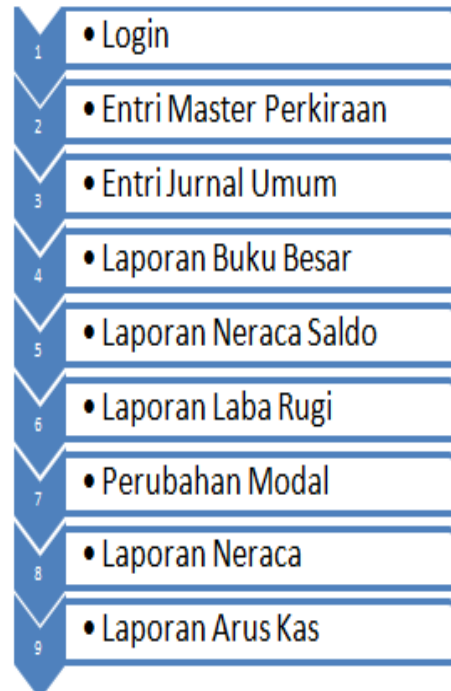 1
• Login
2
• Entri Master Perkiraan
3
• Entri Jurnal Umum
4
• Laporan Buku Besar
5
• Laporan Neraca Saldo
6
• Laporan Laba Rugi
7
• Perubahan Modal
8
• Laporan Neraca
9
• Laporan Arus Kas